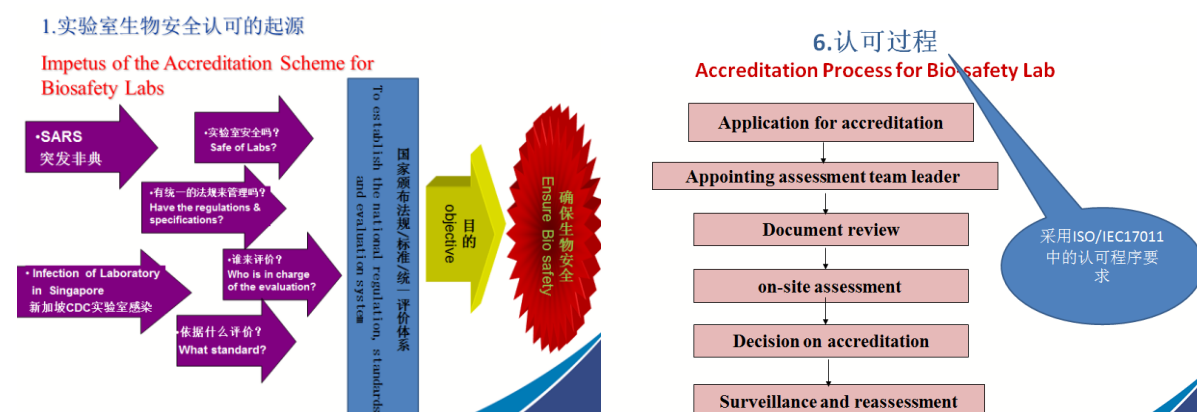 1.实验室生物安全认可的起源
Impetus of the Accreditation Scheme for
Biosafety Labs
•SARS
突发非典
•实验室安全吗?
Safe of Labs?
•有统一的法规来管理吗?
Have the regulations &
specifications?
• Infection of Laboratory
in Singapore
新加坡CDC实验室感染
•谁来评价?
Who is in charge
of the evaluation?
•依据什么评价?
What standard?
国家颁布法规/标准/统一评价体系
To establish the national regulation, standards
and evaluation system
目的
objective
确保生物安全
Ensure Bio safety
6.认可过程
Accreditation Process for Bio-safety Lab
Application for accreditation
Appointing assessment team leader
Document review
on-site assessment
Decision on accreditation
Surveillance and reassessment
采用ISO/IEC17011
中的认可程序要
求